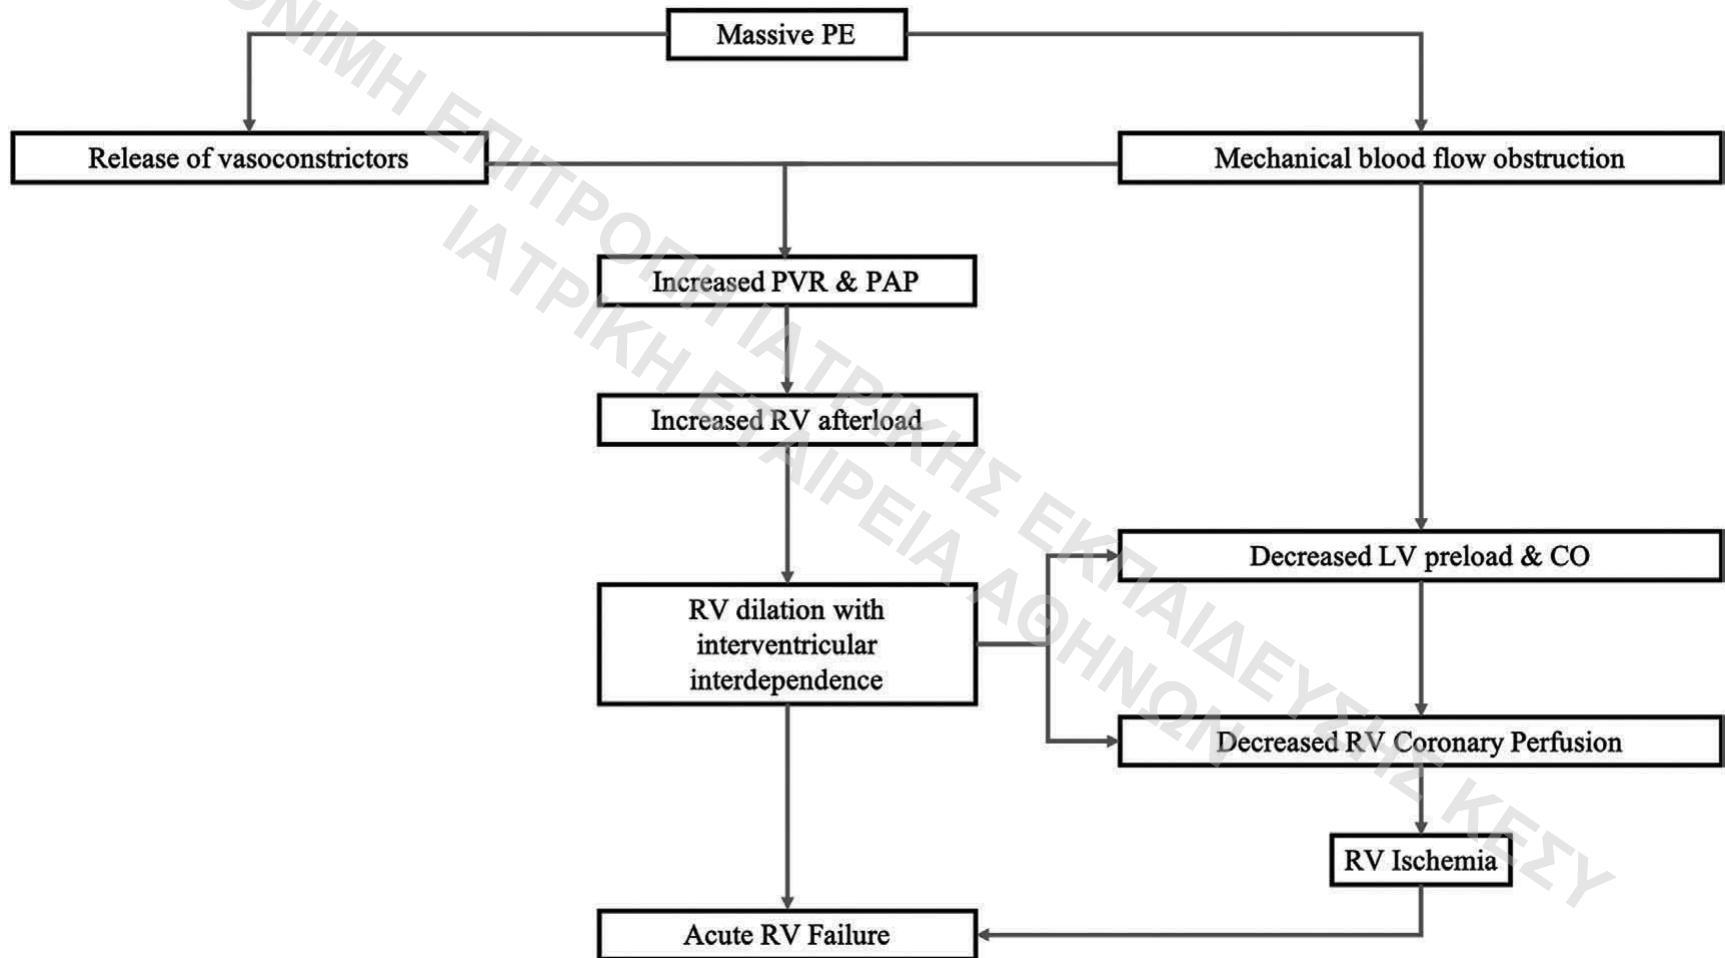 Massive PE
Release of vasoconstrictors
Mechanical blood flow obstruction
Increased PVR & PAP
Increased RV afterload
Decreased LV preload & CO
RV dilation with
interventricular
interdependence
Decreased RV Coronary Perfusion
RV Ischemia
Acute RV Failure
ΕΠΙΤΡΟΠΗ ΙΑΤΡΙΚΗΣ ΕΚΠΑΙΔΕΥΣΗΣ ΚΕΣΥ
ΙΑΤΡΙΚΗ ΕΤΑΙΡΕΙΑ ΑΘΗΝΩΝ